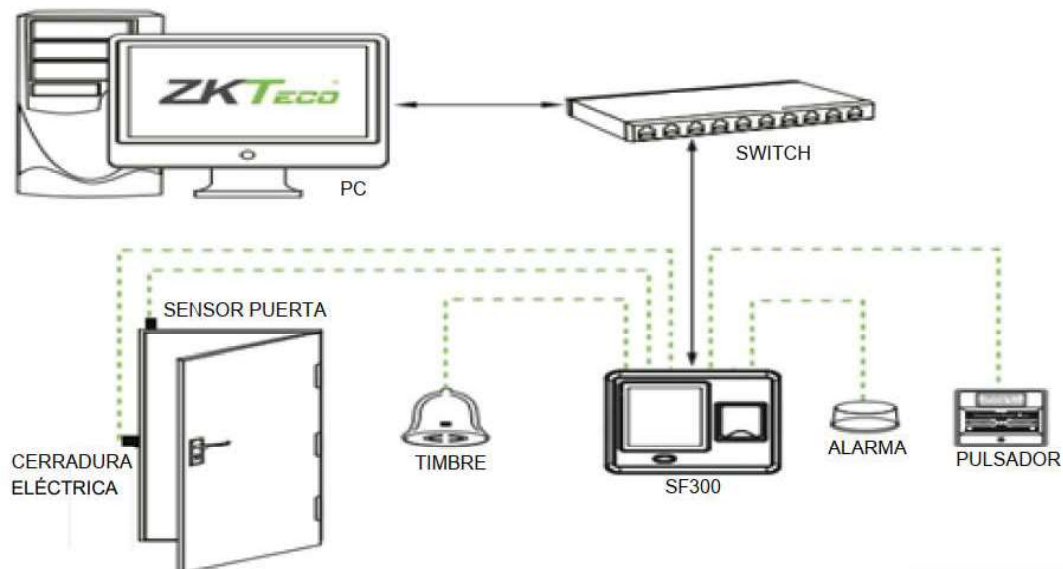 ZKTECO
PC
SWITCH
SENSOR PUERTA
CERRADURA
ELÉCTRICA
TIMBRE
SF300
ALARMA
PULSADOR